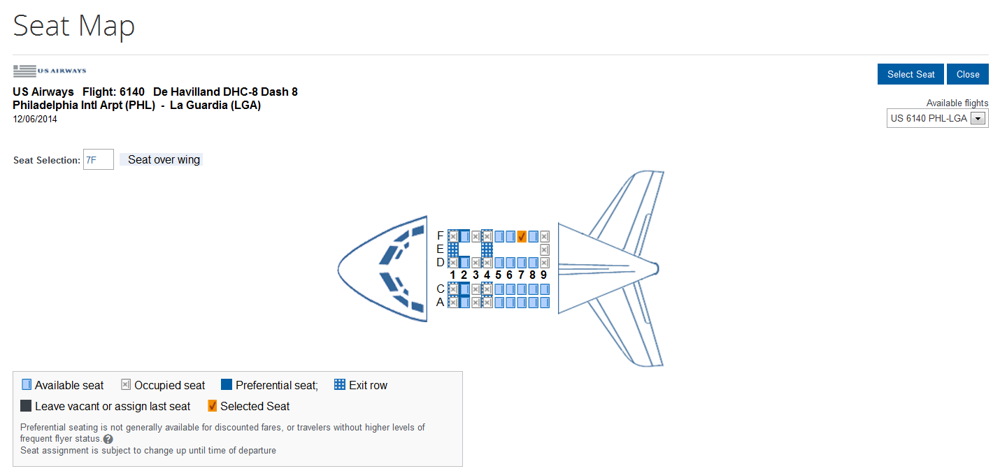 Seat Map
U·S AIRWAYS
Select Seat
Close
US Airways Flight: 6140 De Havilland DHC-8 Dash 8
Philadelphia Intl Arpt (PHL) - La Guardia (LGA)
12/06/2014
Available flights
US 6140 PHL-LGA
Seat Selection: 7F Seat over wing
F
E
D
1 2 3 4 5 6 7 8 9
C
A
Available seat Occupied seat Preferential seat; Exit row
Leave vacant or assign last seat Selected Seat
Preferential seating is not generally available for discounted fares, or travelers without higher levels of
frequent flyer status. ?
Seat assignment is subject to change up until time of departure